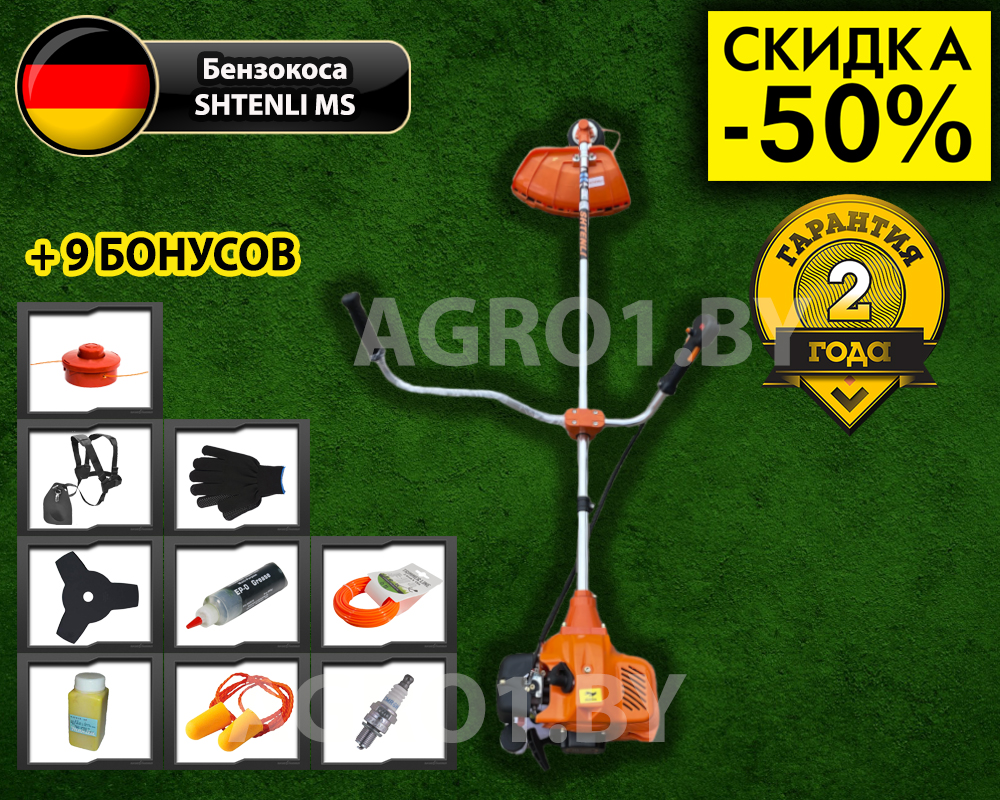 Бензокоса
SHTENLI MS
СКИДКА
-50%
ГАРАНТИЯ
2
ГОДА
+ 9 БОНУСОВ
SHTENLI
AGRO1.BY
EP-0 Grease
AGRO1.BY